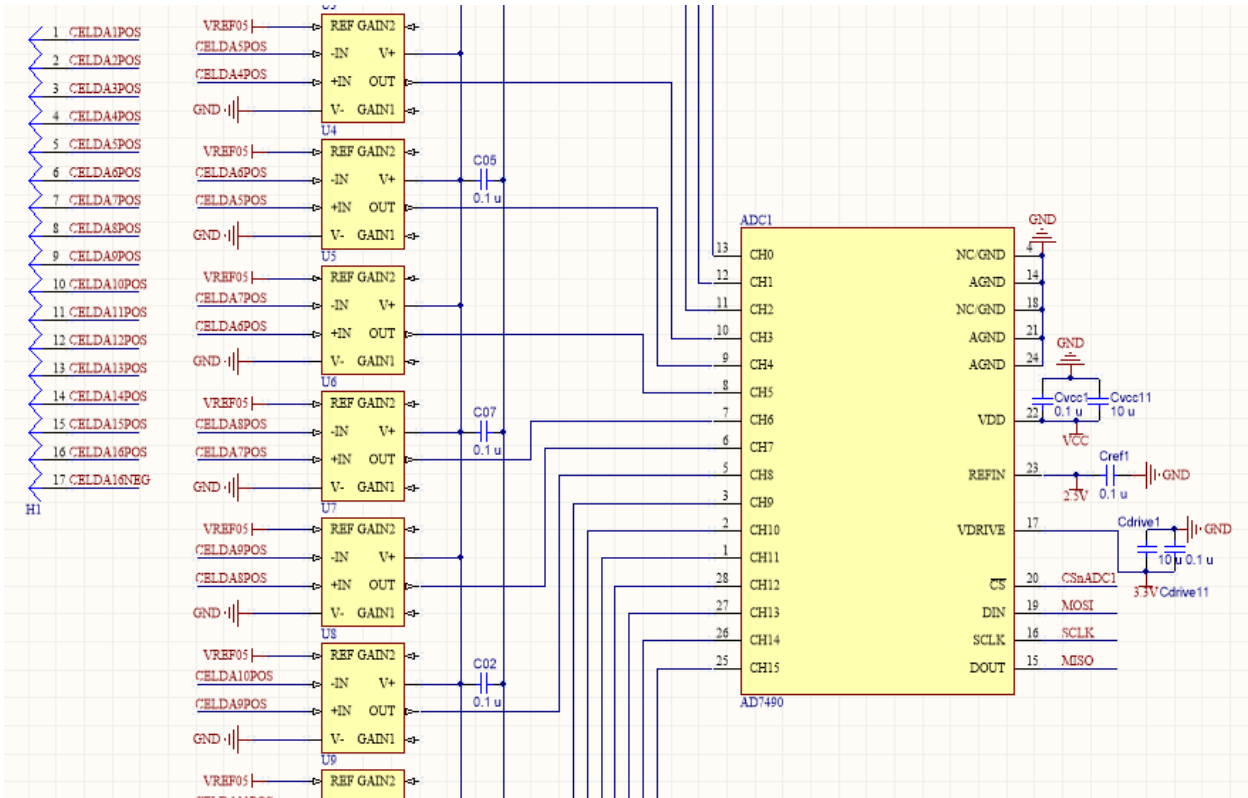 1 CELDA1POS
2 CELDA2POS
3 CELDA3POS
4 CELDA4POS
5 CELDA5POS
6 CELDA6POS
7 CELDA7POS
8 CELDA8POS
9 CELDA9POS
10 CELDA10POS
11 CELDA11POS
12 CELDA12POS
13 CELDA13POS
14 CELDA14POS
15 CELDA15POS
16 CELDA16POS
17 CELDA16NEG
H1
VREF05 REF GAIN2
CELDA5POS -IN V+
CELDA4POS +IN OUT
GND V- GAIN1
U4
VREF05 REF GAIN2
CELDA6POS -IN V+
CELDA5POS +IN OUT
GND V- GAIN1
C05
0.1 u
U5
VREF05 REF GAIN2
CELDA7POS -IN V+
CELDA6POS +IN OUT
GND V- GAIN1
U6
VREF05 REF GAIN2
CELDA8POS -IN V+
CELDA7POS +IN OUT
GND V- GAIN1
C07
0.1 u
U7
VREF05 REF GAIN2
CELDA9POS -IN V+
CELDA8POS +IN OUT
GND V- GAIN1
U8
VREF05 REF GAIN2
CELDA10POS -IN V+
CELDA9POS +IN OUT
GND V- GAIN1
C02
0.1 u
U9
VREF05 REF GAIN2
ADC1
13 CH0
12 CH1
11 CH2
10 CH3
9 CH4
8 CH5
7 CH6
6 CH7
5 CH8
3 CH9
2 CH10
1 CH11
28 CH12
27 CH13
26 CH14
25 CH15
AD7490
GND
NC/GND 4
AGND 14
NC/GND 18
AGND 21
AGND 24
VDD 22
REFIN 23
VDRIVE 17
CS 20 CSnADC1
DIN 19 MOSI
SCLK 16 SCLK
DOUT 15 MISO
GND
Cvcc1 Cvcc11
0.1 u 10 u
VCC
Cref1
GND
2.5V 0.1 u
Cdrive1
GND
10 u 0.1 u
3.3V Cdrive11